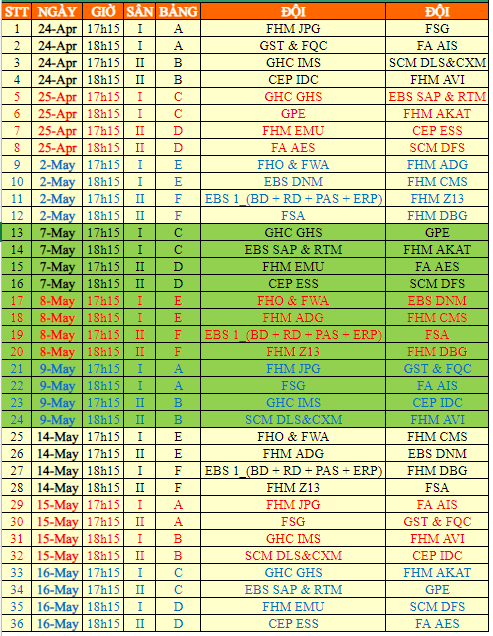 STT NGÀY GIỜ SÂN BẢNG ĐỘI ĐỘI
1 24-Apr 17h15 I A FHM JPG FSG
2 24-Apr 18h15 I A GST & FQC FA AIS
3 24-Apr 17h15 II B GHC IMS SCM DLS&CXM
4 24-Apr 18h15 II B CEP IDC FHM AVI
5 25-Apr 17h15 I C GHC GHS EBS SAP & RTM
6 25-Apr 18h15 I C GPE FHM AKAT
7 25-Apr 17h15 II D FHM EMU CEP ESS
8 25-Apr 18h15 II D FA AES SCM DFS
9 2-May 17h15 I E FHO & FWA FHM ADG
10 2-May 18h15 I E EBS DNM FHM CMS
11 2-May 17h15 II F EBS 1_(BD + RD + PAS + ERP) FHM Z13
12 2-May 18h15 II F FSA FHM DBG
13 7-May 17h15 I C GHC GHS GPE
14 7-May 18h15 I C EBS SAP & RTM FHM AKAT
15 7-May 17h15 II D FHM EMU FA AES
16 7-May 18h15 II D CEP ESS SCM DFS
17 8-May 17h15 I E FHO & FWA EBS DNM
18 8-May 18h15 I E FHM ADG FHM CMS
19 8-May 17h15 II F EBS 1_(BD + RD + PAS + ERP) FSA
20 8-May 18h15 II F FHM Z13 FHM DBG
21 9-May 17h15 I A FHM JPG GST & FQC
22 9-May 18h15 I A FSG FA AIS
23 9-May 17h15 II B GHC IMS CEP IDC
24 9-May 18h15 II B SCM DLS&CXM FHM AVI
25 14-May 17h15 I E FHO & FWA FHM CMS
26 14-May 17h15 II E FHM ADG EBS DNM
27 14-May 18h15 I F EBS 1_(BD + RD + PAS + ERP) FHM DBG
28 14-May 18h15 II F FHM Z13 FSA
29 15-May 17h15 I A FHM JPG FA AIS
30 15-May 17h15 II A FSG GST & FQC
31 15-May 18h15 I B GHC IMS FHM AVI
32 15-May 18h15 II B SCM DLS&CXM CEP IDC
33 16-May 17h15 I C GHC GHS FHM AKAT
34 16-May 17h15 II C EBS SAP & RTM GPE
35 16-May 18h15 I D FHM EMU SCM DFS
36 16-May 18h15 II D CEP ESS FA AES